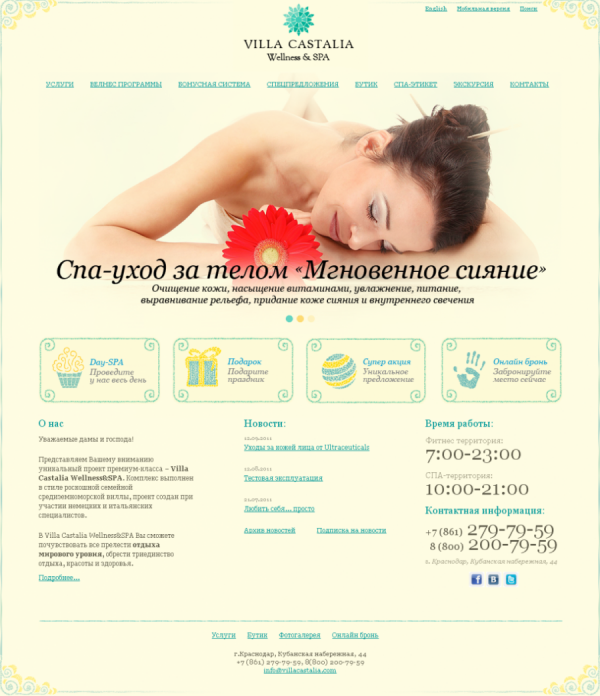 English Мобильная версия Поиск
VILLA CASTALIA
Wellness & SPA
УСЛУГИ ВЕЛНЕС ПРОГРАММЫ БОНУСНАЯ СИСТЕМА СПЕЦПРЕДЛОЖЕНИЯ БУТИК СПА-ЭТИКЕТ ЭКСКУРСИЯ КОНТАКТЫ
Спа-уход за телом «Мгновенное сияние»
Очищение кожи, насыщение витаминами, увлажнение, питание,
выравнивание рельефа, придание коже сияния и внутреннего свечения
Day-SPA
Проведите
у нас весь день
Подарок
Подарите
праздник
Супер акция
Уникальное
предложение
Онлайн бронь
Забронируйте
место сейчас
О нас
Уважаемые дамы и господа!
Представляем Вашему вниманию
уникальный проект премиум-класса – Villa
Castalia Wellness&SPA. Комплекс выполнен
в стиле роскошной семейной
средиземноморской виллы, проект создан при
участии немецких и итальянских
специалистов.
В Villa Castalia Wellness&SPA Вы сможете
почувствовать все прелести отдыха
мирового уровня, обрести триединство
отдыха, красоты и здоровья.
Подробнее...
Новости:
12.09.2011
Уходы за кожей лица от Ultraceuticals
Тестовая эксплуатация
Любить себя... просто
Архив новостей Подписка на новости
Время работы:
Фитнес территория:
7:00-23:00
СПА-территория:
10:00-21:00
Контактная информация:
+7 (861) 279-79-59
8 (800) 200-79-59
г. Краснодар, Кубанская набережная, 44
Услуги Бутик Фотогалерея Онлайн бронь
г.Краснодар, Кубанская набережная, 44
+7 (861) 279-79-59, 8(800) 200-79-59
info@villacastalia.com